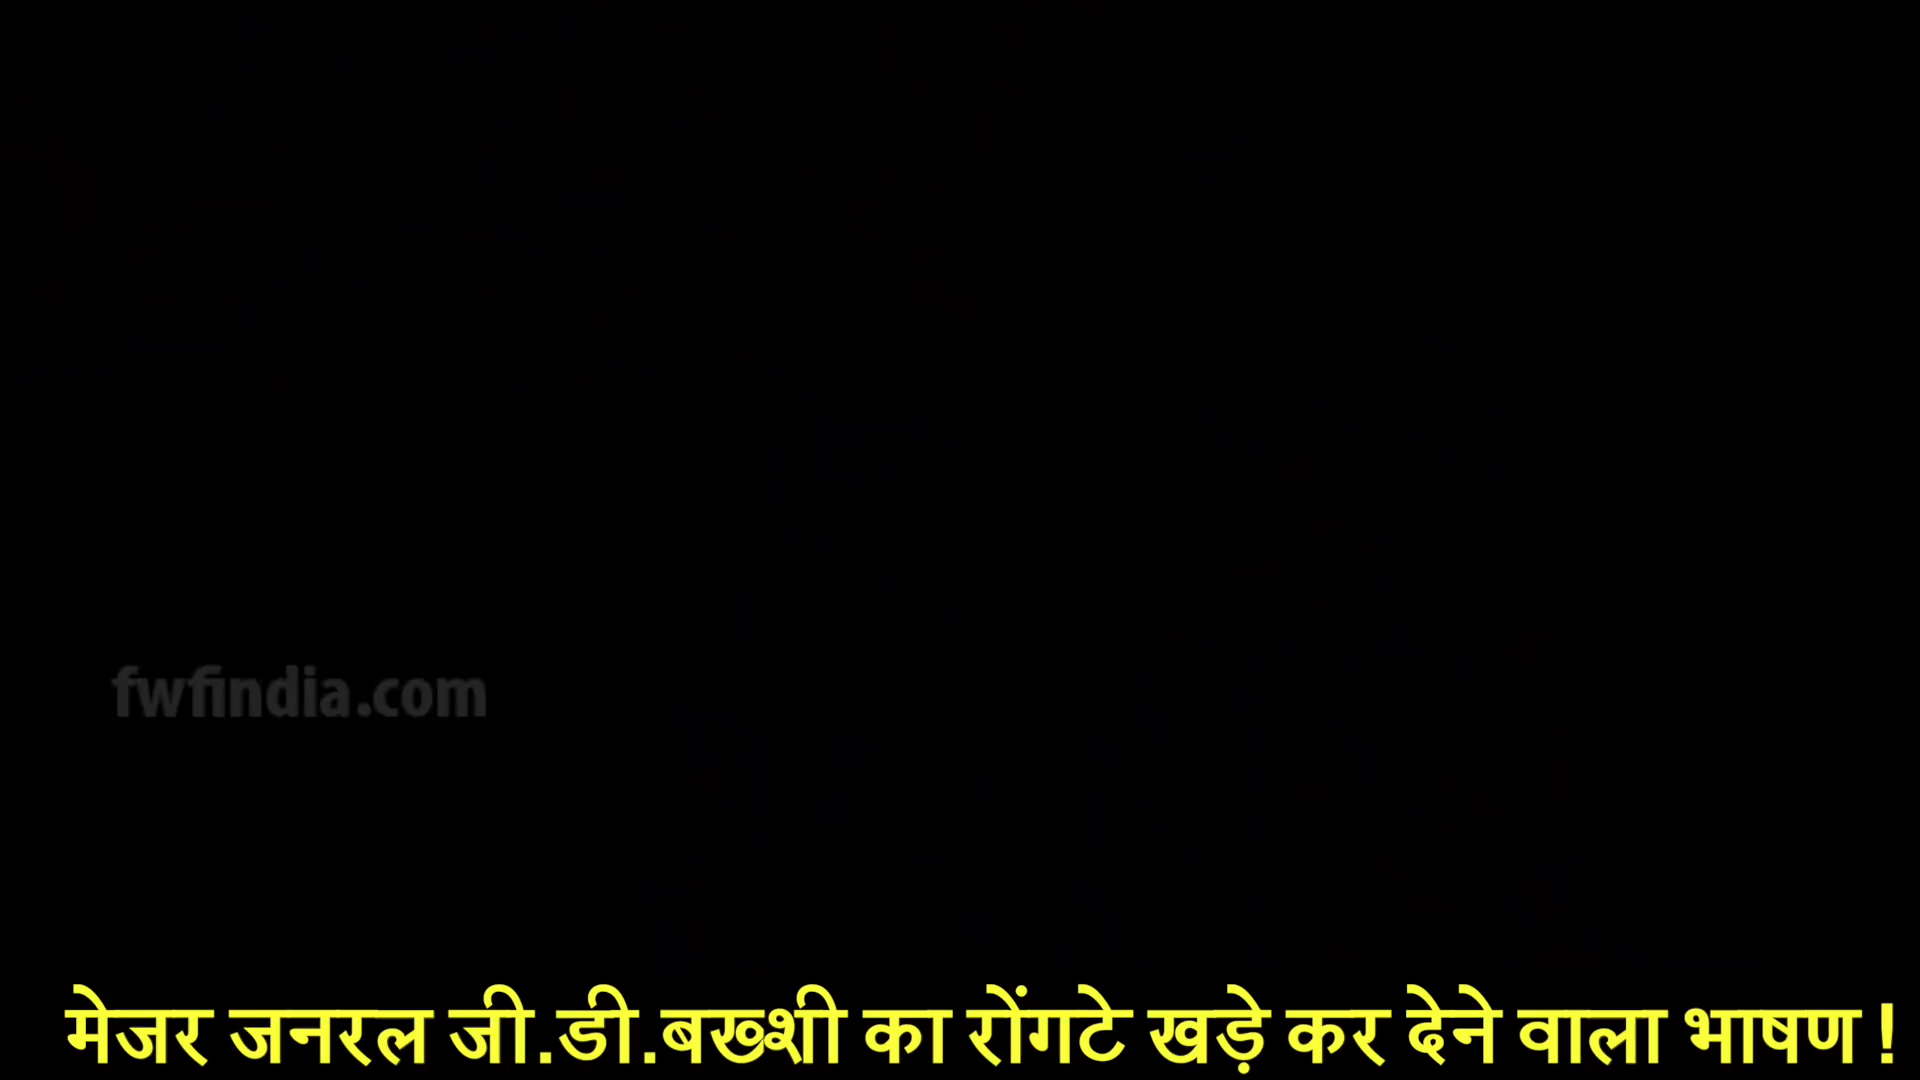 fwfindia.com
मेजर जनरल जी.डी.बख्शी का रोंगटे खड़े कर देने वाला भाषण !